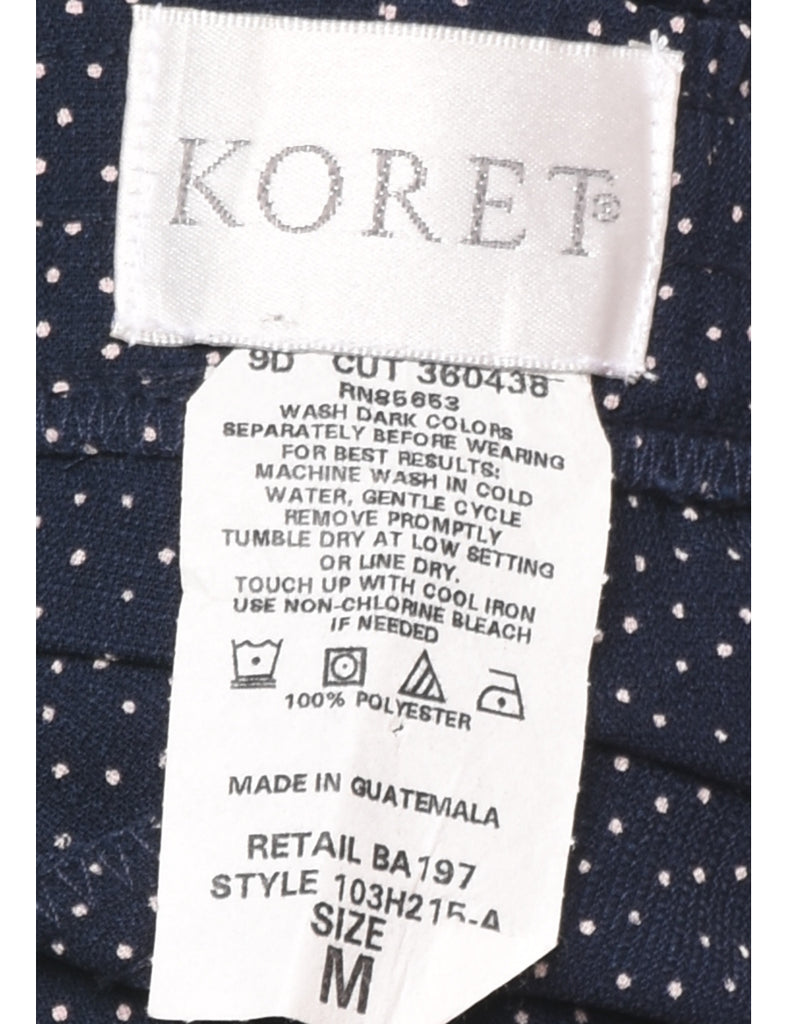 KORET®
9D CUT 360438
RN85653
WASH DARK COLORS
SEPARATELY BEFORE WEARING
FOR BEST RESULTS:
MACHINE WASH IN COLD
WATER, GENTLE CYCLE
REMOVE PROMPTLY
TUMBLE DRY AT LOW SETTING
OR LINE DRY.
TOUCH UP WITH COOL IRON
USE NON-CHLORINE BLEACH
IF NEEDED
100% POLYESTER
MADE IN GUATEMALA
RETAIL BA197
STYLE 103H215-A
SIZE
M